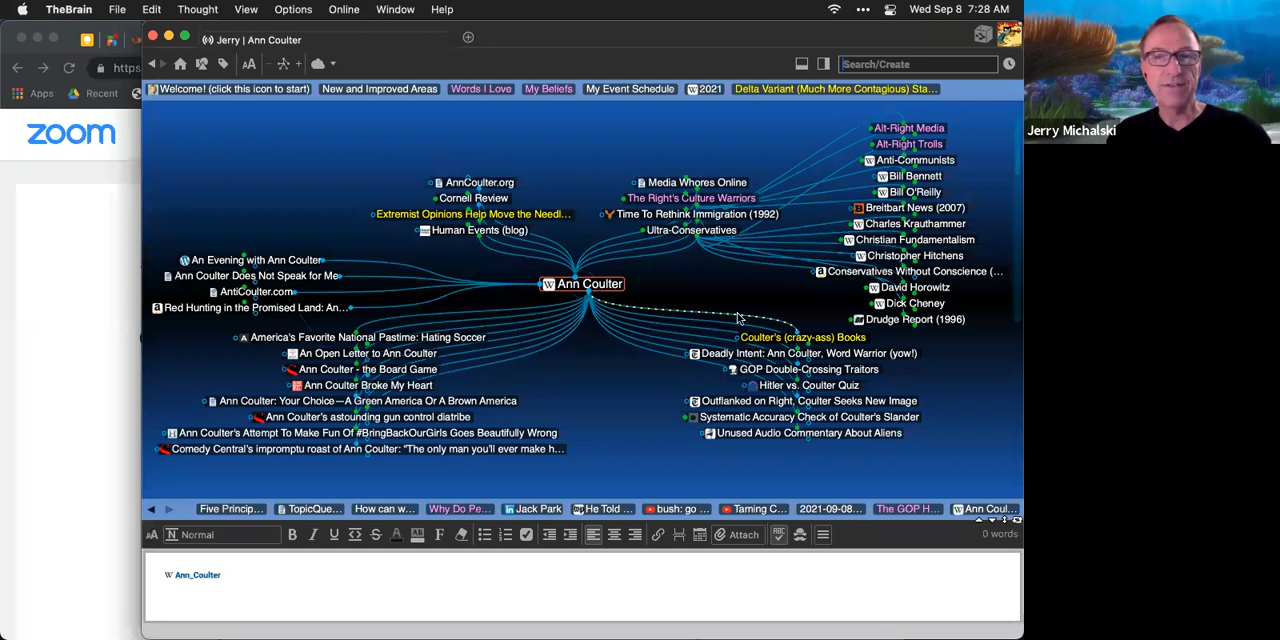 TheBrain File Edit Thought View Options Online Window Help
Wed Sep 8 7:28 AM
Jerry | Ann Coulter
https
AA
Search/Create
Apps Recent
Welcome! (click this icon to start) New and Improved Areas Words I Love My Beliefs My Event Schedule 2021 Delta Variant (Much More Contagious) Sta...
zoom
Jerry Michalski
Alt-Right Media
Alt-Right Trolls
Anti-Communists
Bill Bennett
Bill O'Reilly
Breitbart News (2007)
Charles Krauthammer
Christian Fundamentalism
Christopher Hitchens
Conservatives Without Conscience (...
David Horowitz
Dick Cheney
Drudge Report (1996)
AnnCoulter.org
Cornell Review
Extremist Opinions Help Move the Needl...
Human Events (blog)
Media Whores Online
The Right's Culture Warriors
Time To Rethink Immigration (1992)
Ultra-Conservatives
An Evening with Ann Coulter
Ann Coulter Does Not Speak for Me
AntiCoulter.com
Red Hunting in the Promised Land: An...
Ann Coulter
America's Favorite National Pastime: Hating Soccer
An Open Letter to Ann Coulter
Ann Coulter - the Board Game
Ann Coulter Broke My Heart
Ann Coulter: Your Choice—A Green America Or A Brown America
Ann Coulter's astounding gun control diatribe
Ann Coulter's Attempt To Make Fun Of #BringBackOurGirls Goes Beautifully Wrong
Comedy Central's impromptu roast of Ann Coulter: "The only man you'll ever make h...
Coulter's (crazy-ass) Books
Deadly Intent: Ann Coulter, Word Warrior (yow!)
GOP Double-Crossing Traitors
Hitler vs. Coulter Quiz
Outflanked on Right, Coulter Seeks New Image
Systematic Accuracy Check of Coulter's Slander
Unused Audio Commentary About Aliens
Five Princip... TopicQue... How can w... Why Do Pe... Jack Park He Told ... bush: go ... Taming C... 2021-09-08... The GOP H... Ann Coul...
AA N Normal B I U S A F Attach
0 words
W Ann_Coulter